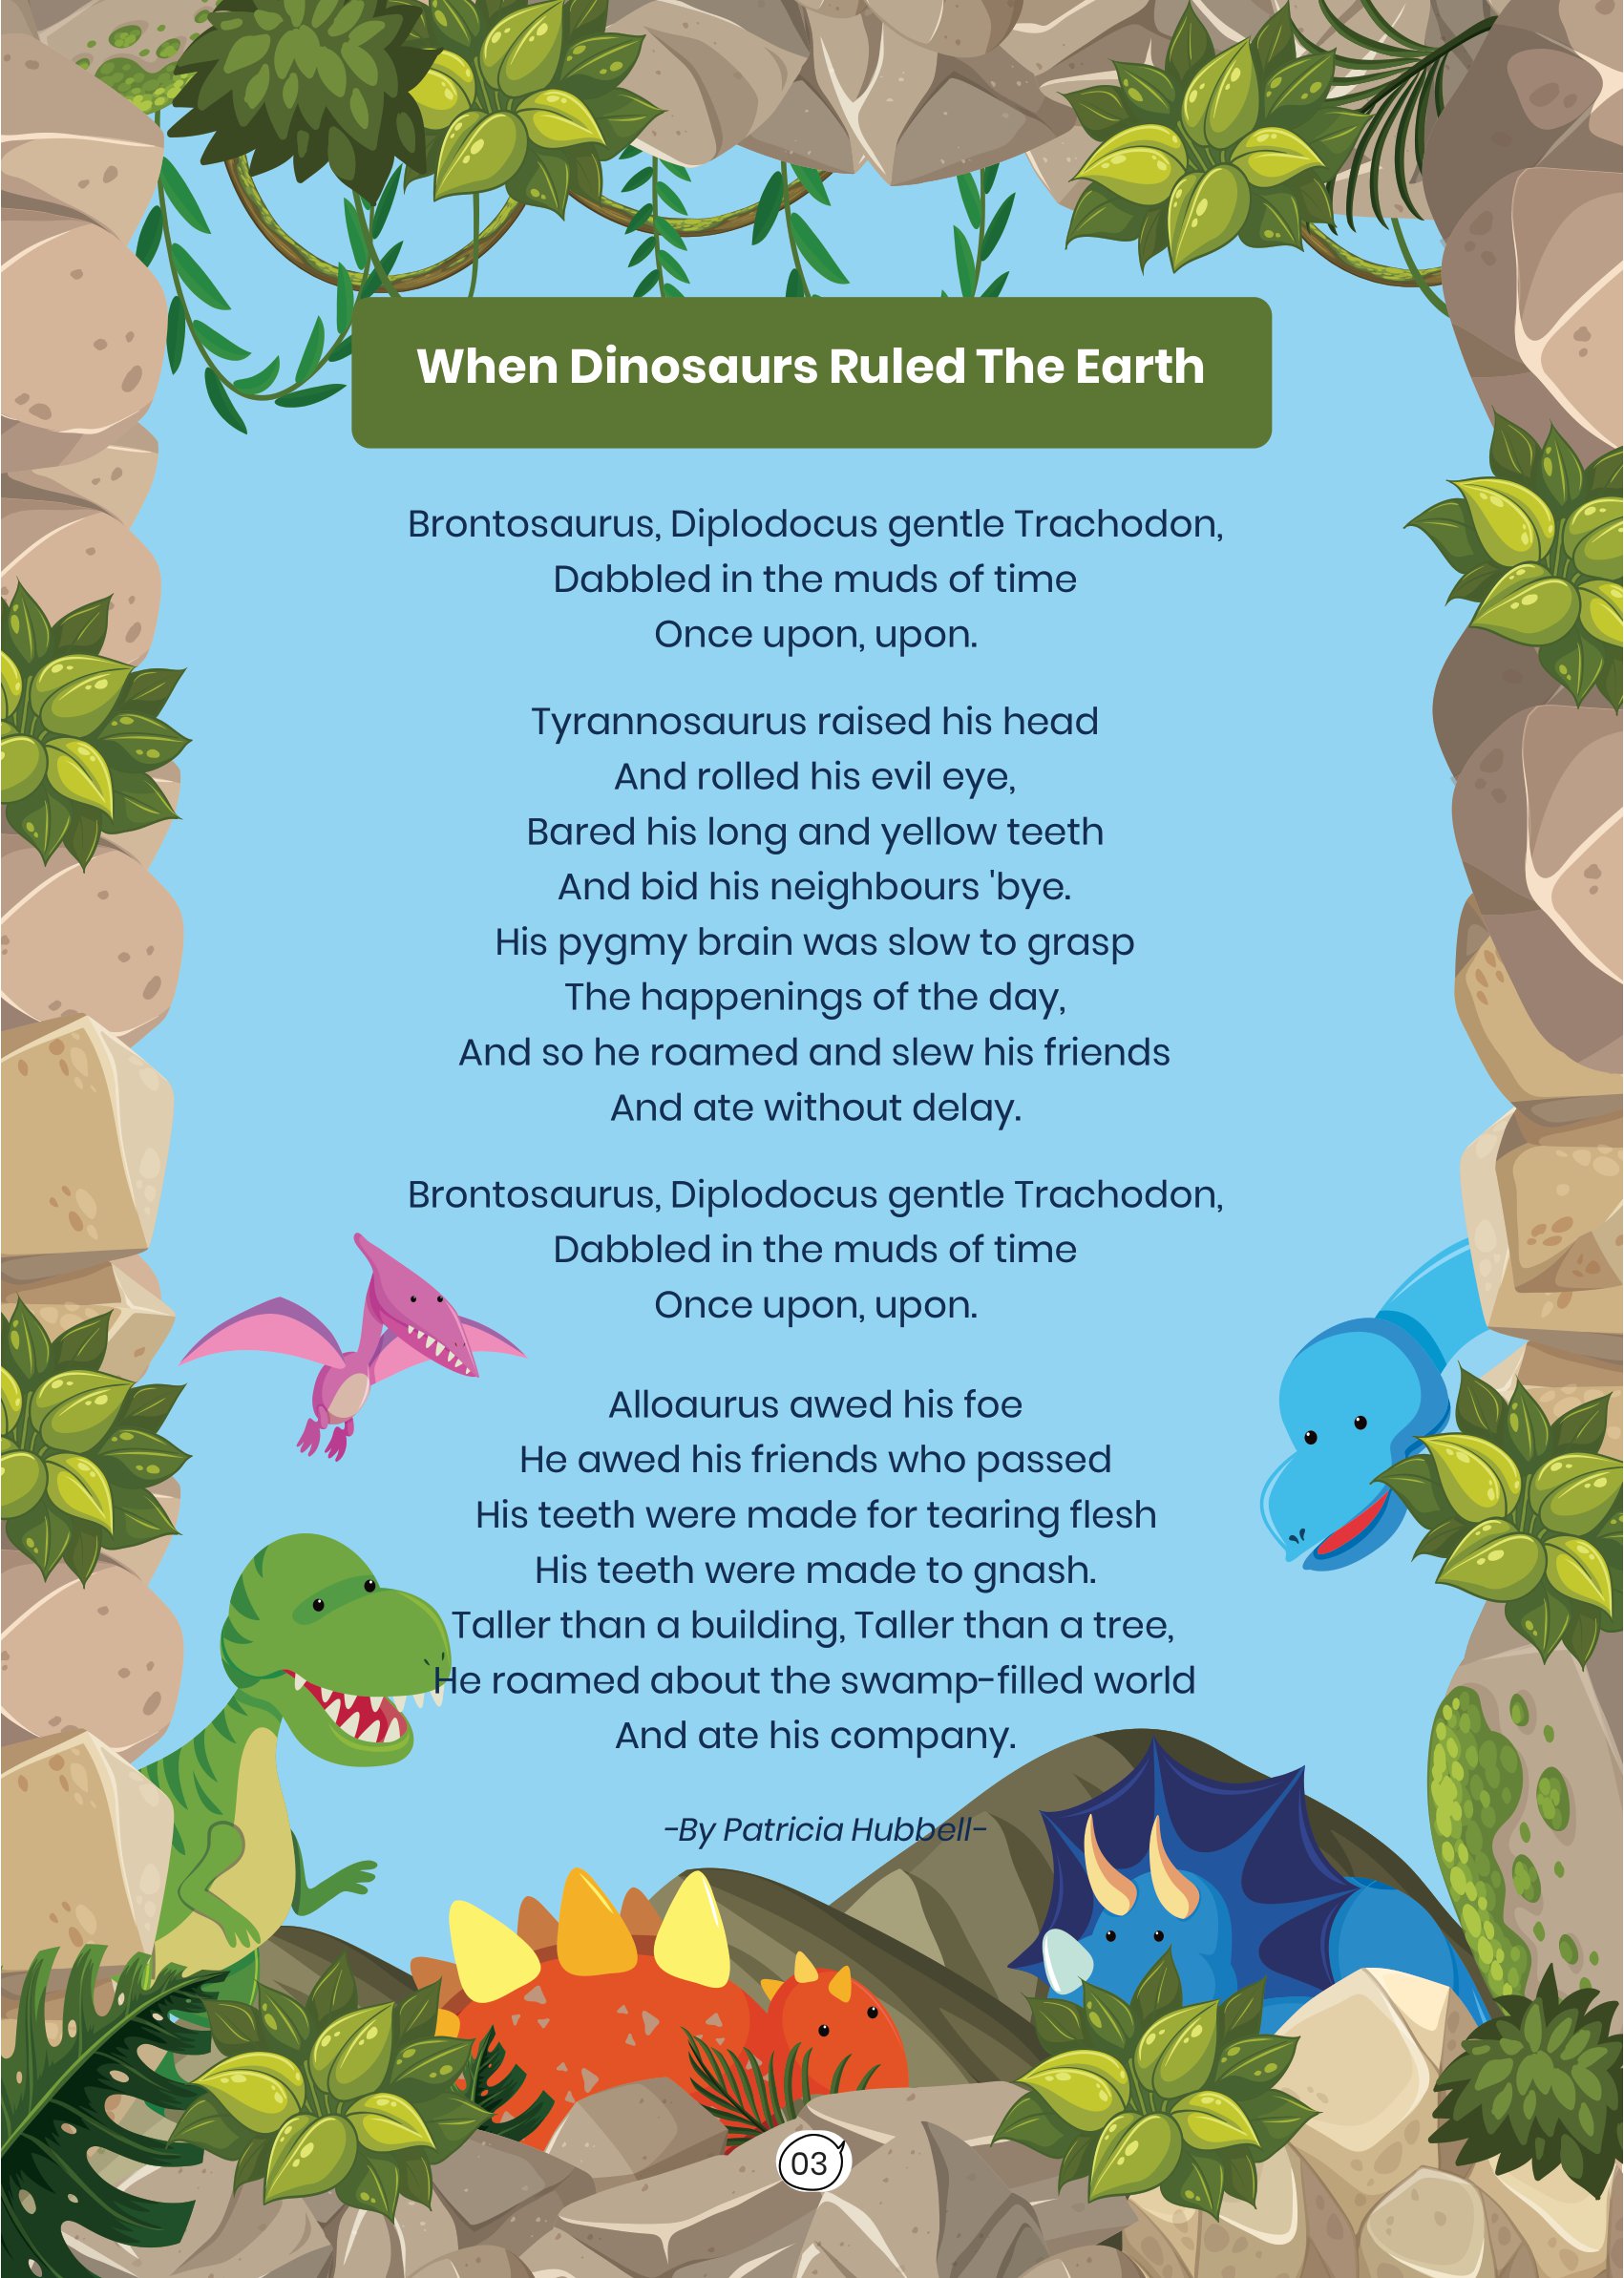 When Dinosaurs Ruled The Earth
Brontosaurus, Diplodocus gentle Trachodon,
Dabbled in the muds of time
Once upon, upon.
Tyrannosaurus raised his head
And rolled his evil eye,
Bared his long and yellow teeth
And bid his neighbours 'bye.
His pygmy brain was slow to grasp
The happenings of the day,
And so he roamed and slew his friends
And ate without delay.
Brontosaurus, Diplodocus gentle Trachodon,
Dabbled in the muds of time
Once upon, upon.
Alloaurus awed his foe
He awed his friends who passed
His teeth were made for tearing flesh
His teeth were made to gnash.
Taller than a building, Taller than a tree,
He roamed about the swamp-filled world
And ate his company.
-By Patricia Hubbell-
03